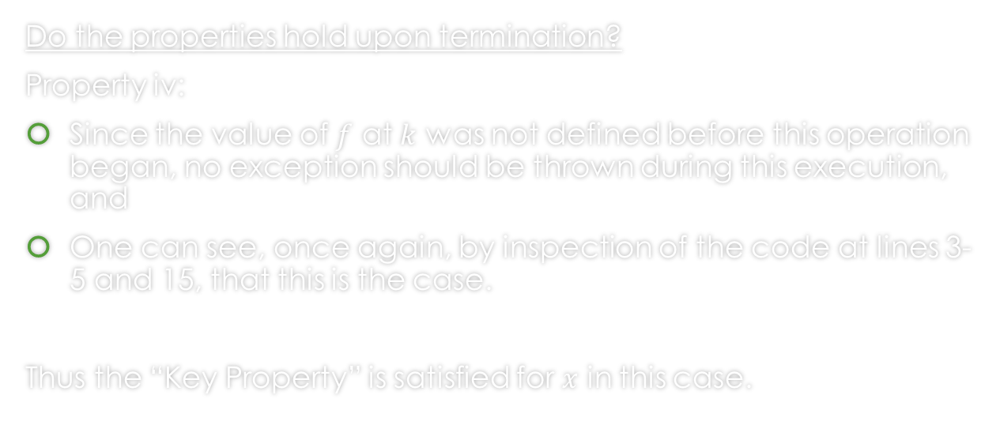 Do the properties hold upon termination?
Property iv:
Since the value of f at k was not defined before this operation
began, no exception should be thrown during this execution,
and
One can see, once again, by inspection of the code at lines 3-
5 and 15, that this is the case.
Thus the “Key Property” is satisfied for x in this case.